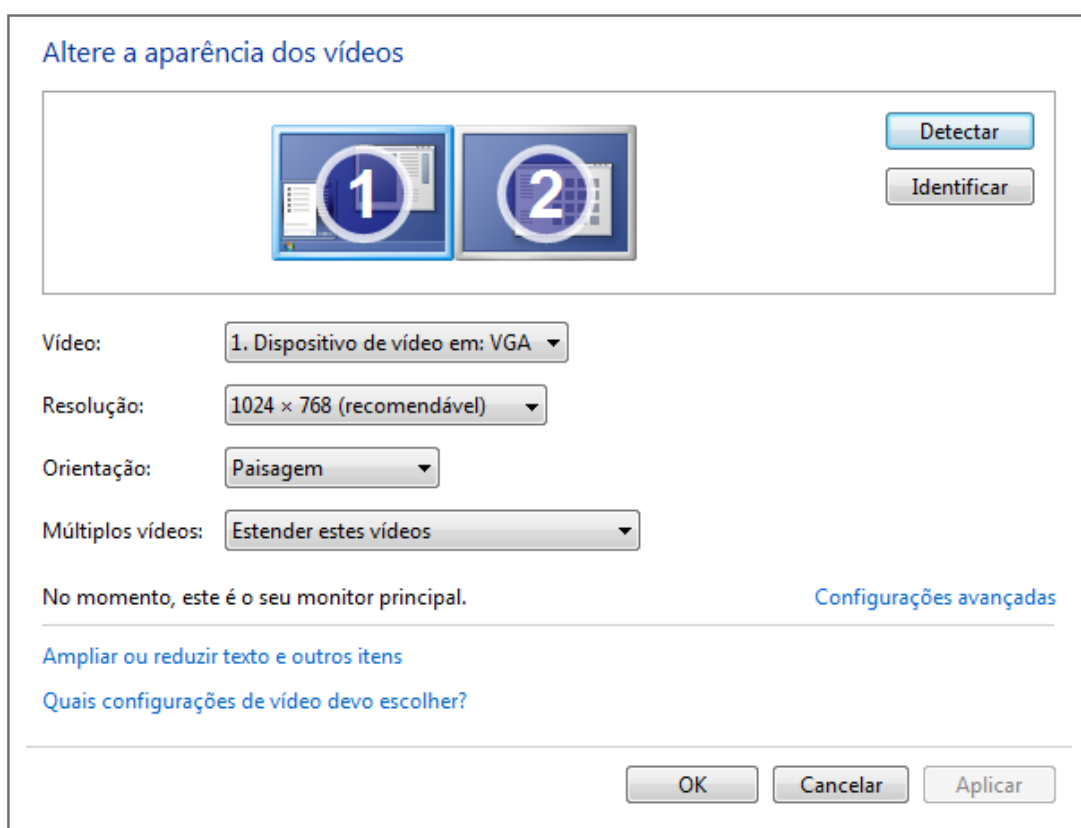 Altere a aparência dos vídeos
1
2
Detectar
Identificar
Vídeo: 1. Dispositivo de vídeo em: VGA
Resolução: 1024 × 768 (recomendável)
Orientação: Paisagem
Múltiplos vídeos: Estender estes vídeos
No momento, este é o seu monitor principal. Configurações avançadas
Ampliar ou reduzir texto e outros itens
Quais configurações de vídeo devo escolher?
OK Cancelar Aplicar